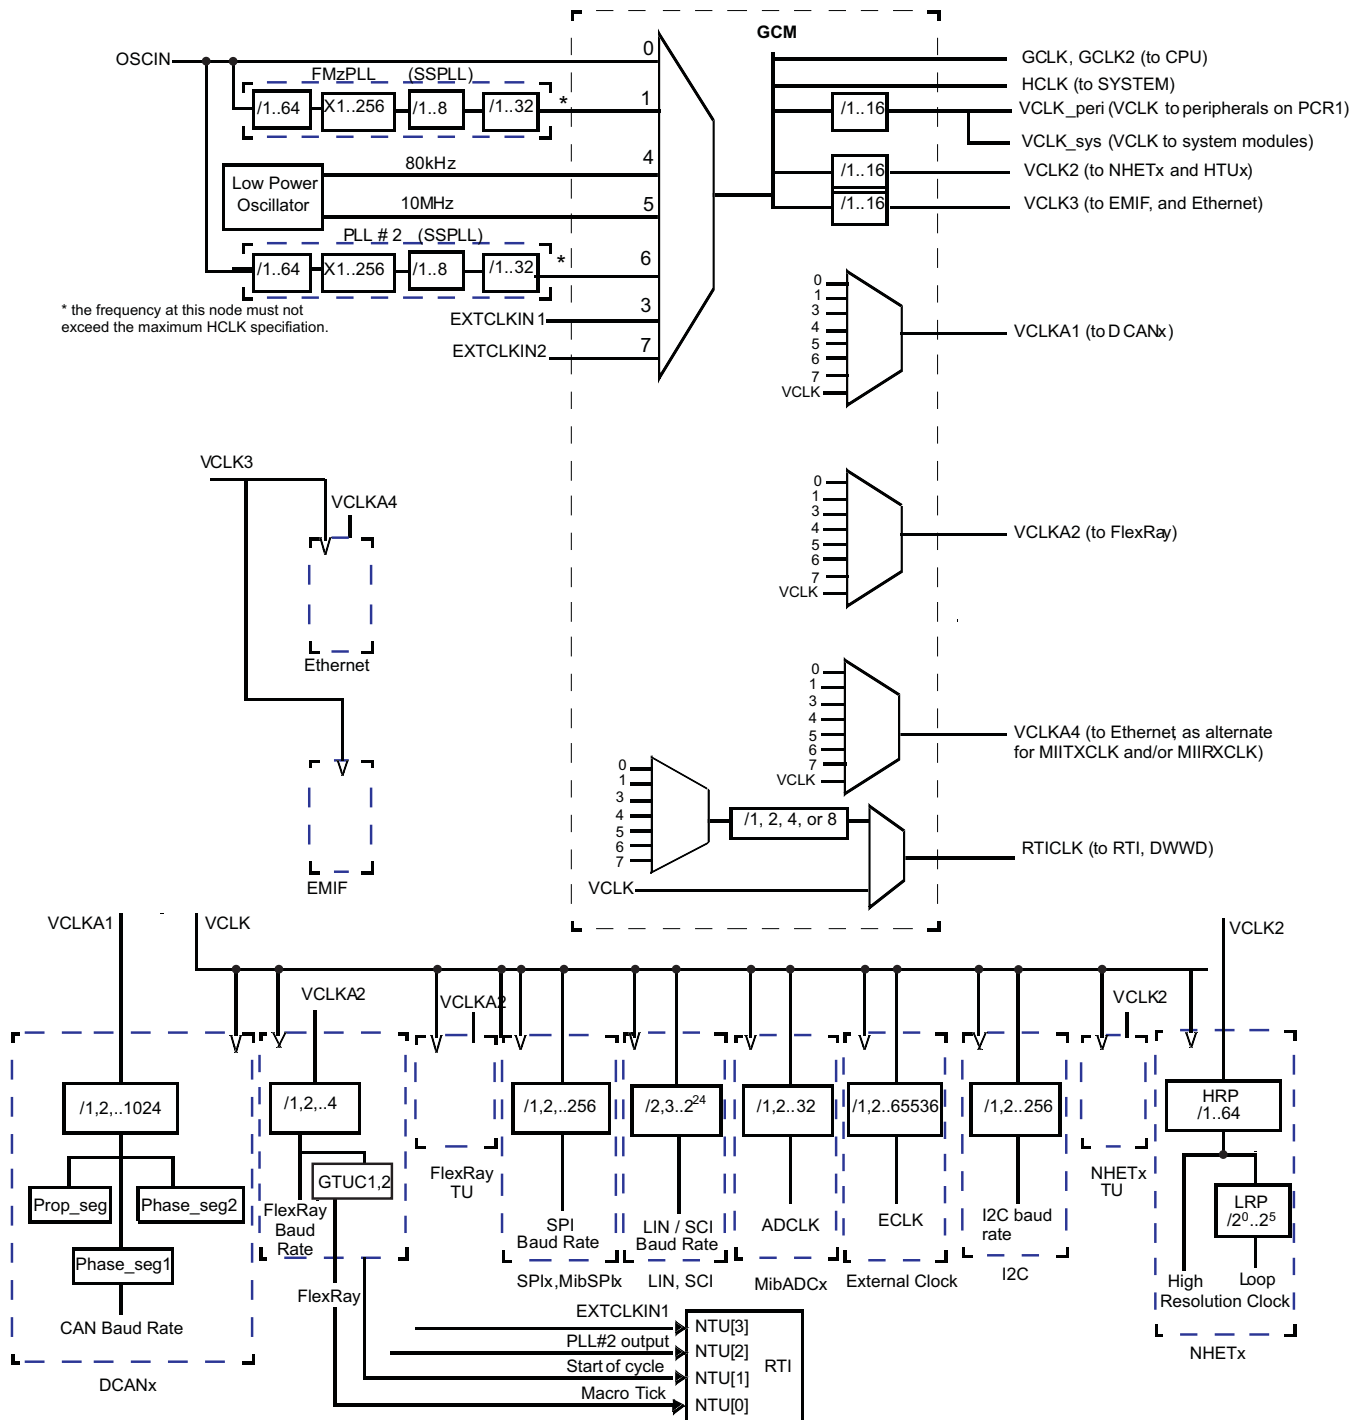 GCM
OSCIN
0
GCLK, GCLK2 (to CPU)
FMzPLL (SSPLL)
HCLK (to SYSTEM)
/1..64
X1..256
/1..8
/1..32
*
1
/1..16
VCLK_peri (VCLK to peripherals on PCR1)
VCLK_sys (VCLK to system modules)
80kHz
4
/1..16
VCLK2 (to NHETx and HTUx)
Low Power
Oscillator
10MHz
5
/1..16
VCLK3 (to EMIF, and Ethernet)
PLL # 2 (SSPLL)
/1..64
X1..256
/1..8
/1..32
*
6
* the frequency at this node must not
exceed the maximum HCLK specifiation.
EXTCLKIN1
3
EXTCLKIN2
7
0
1
3
4
5
6
7
VCLK
VCLKA1 (to DCANx)
VCLK3
VCLKA4
Ethernet
EMIF
0
1
3
4
5
6
7
VCLK
VCLKA2 (to FlexRay)
0
1
3
4
5
6
7
VCLK
VCLKA4 (to Ethernet, as alternate
for MIITXCLK and/or MIIRXCLK)
0
1
3
4
5
6
7
/1, 2, 4, or 8
VCLK
RTICLK (to RTI, DWWD)
VCLKA1
VCLK
VCLK2
VCLKA2
VCLKA2
VCLK2
/1,2,..1024
Prop_seg
Phase_seg2
Phase_seg1
CAN Baud Rate
DCANx
/1,2,..4
GTUC1,2
FlexRay
Baud
Rate
FlexRay
FlexRay
TU
/1,2,..256
SPI
Baud Rate
SPIx,MibSPIx
/2,3..2²⁴
LIN / SCI
Baud Rate
LIN, SCI
/1,2..32
ADCLK
MibADCx
/1,2..65536
ECLK
External Clock
/1,2..256
I2C baud
rate
I2C
NHETx
TU
HRP
/1..64
LRP
/2⁰..2⁵
High
Loop
Resolution Clock
NHETx
EXTCLKIN1
NTU[3]
PLL#2 output
NTU[2]
RTI
Start of cycle
NTU[1]
Macro Tick
NTU[0]